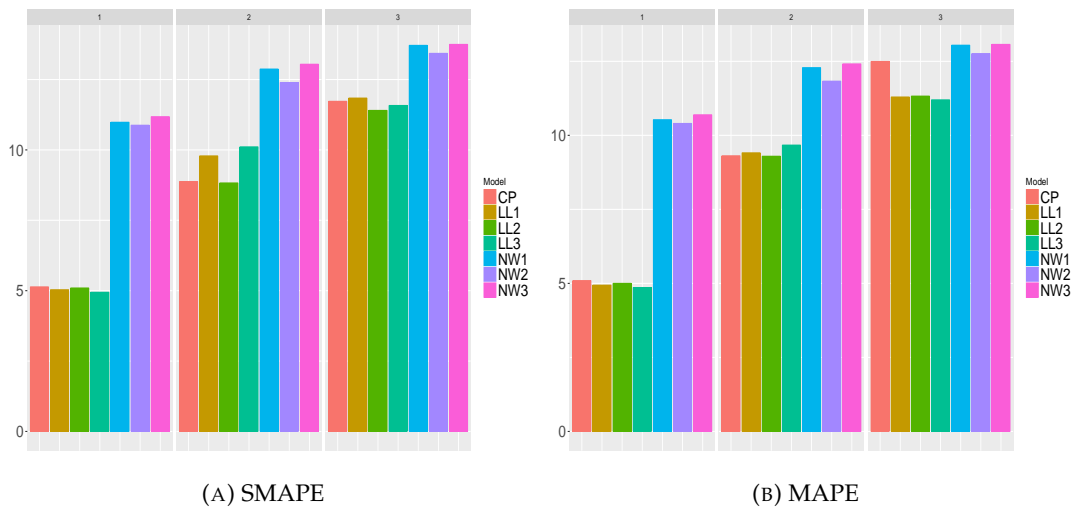 1
2
3
10
5
0
Model
CP
LL1
LL2
LL3
NW1
NW2
NW3
(A) SMAPE
1
2
3
10
5
0
Model
CP
LL1
LL2
LL3
NW1
NW2
NW3
(B) MAPE